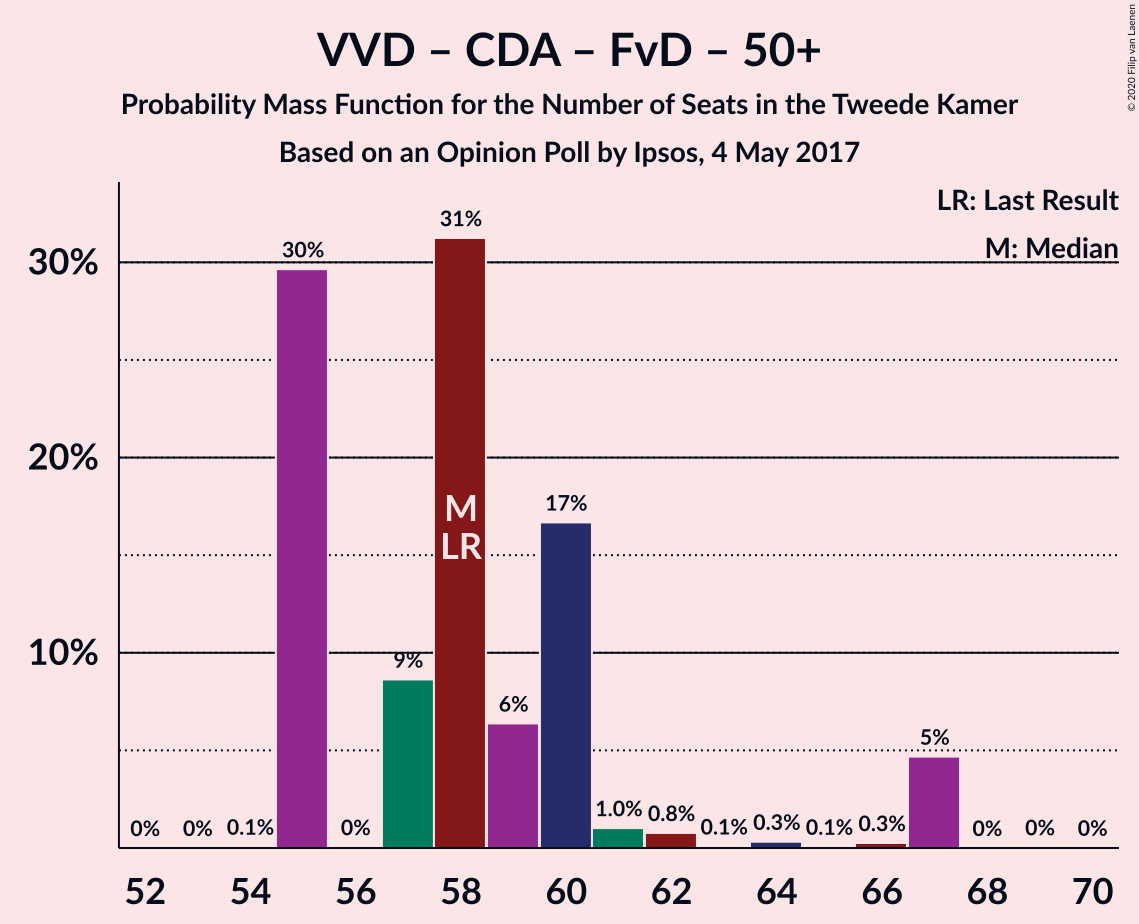 VVD – CDA – FvD – 50+
Probability Mass Function for the Number of Seats in the Tweede Kamer
Based on an Opinion Poll by Ipsos, 4 May 2017
© 2020 Filip van Laenen
LR: Last Result
M: Median
30%
20%
10%
0%
0%
0.1%
30%
0%
9%
31%
6%
17%
1.0%
0.8%
0.1%
0.3%
0.1%
0.3%
5%
0%
0%
0%
M
LR
52 54 56 58 60 62 64 66 68 70